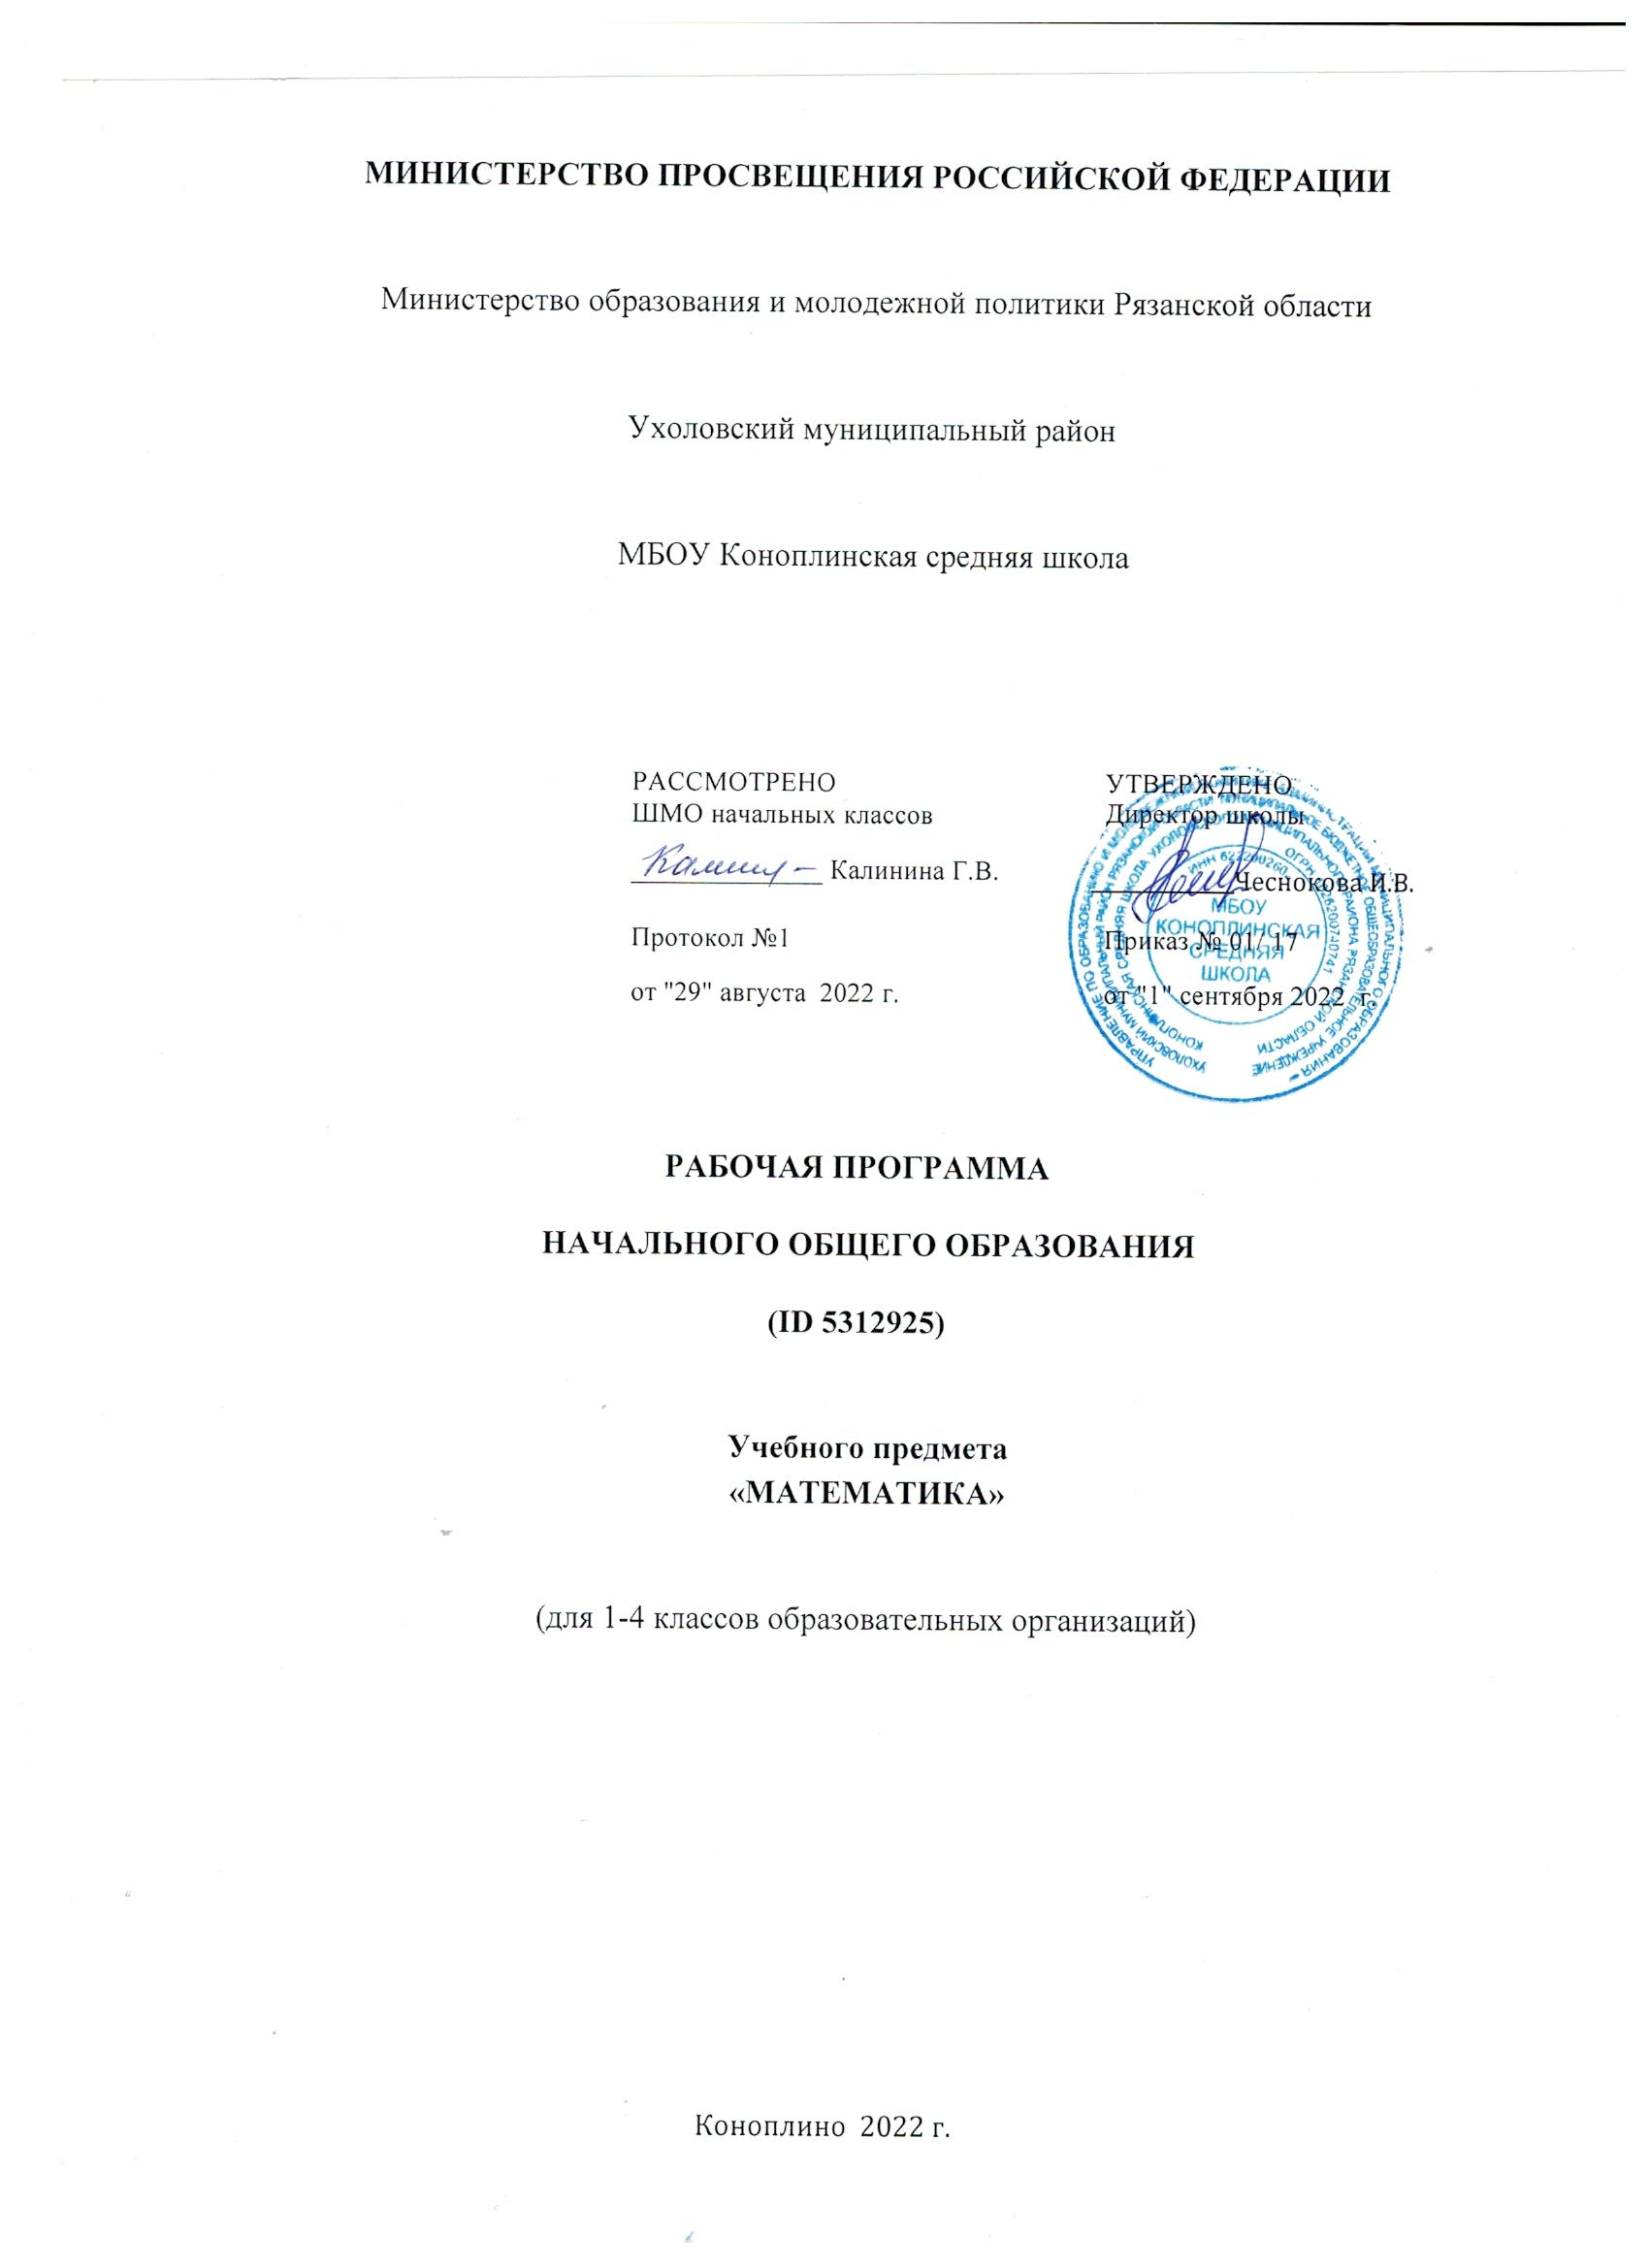 МИНИСТЕРСТВО ПРОСВЕЩЕНИЯ РОССИЙСКОЙ ФЕДЕРАЦИИ
Министерство образования и молодежной политики Рязанской области
Ухоловский муниципальный район
МБОУ Коноплинская средняя школа
РАССМОТРЕНО
ШМО начальных классов
Калинина Г.В.
Протокол №1
от "29" августа 2022 г.
УТВЕРЖДЕНО
Директор школы
Чеснокова И.В.
Приказ № 01/ 17
от "1" сентября 2022 г.
МБОУ
КОНОПЛИНСКАЯ
СРЕДНЯЯ
ШКОЛА
РАБОЧАЯ ПРОГРАММА
НАЧАЛЬНОГО ОБЩЕГО ОБРАЗОВАНИЯ
(ID 5312925)
Учебного предмета
«МАТЕМАТИКА»
(для 1-4 классов образовательных организаций)
Коноплино 2022 г.